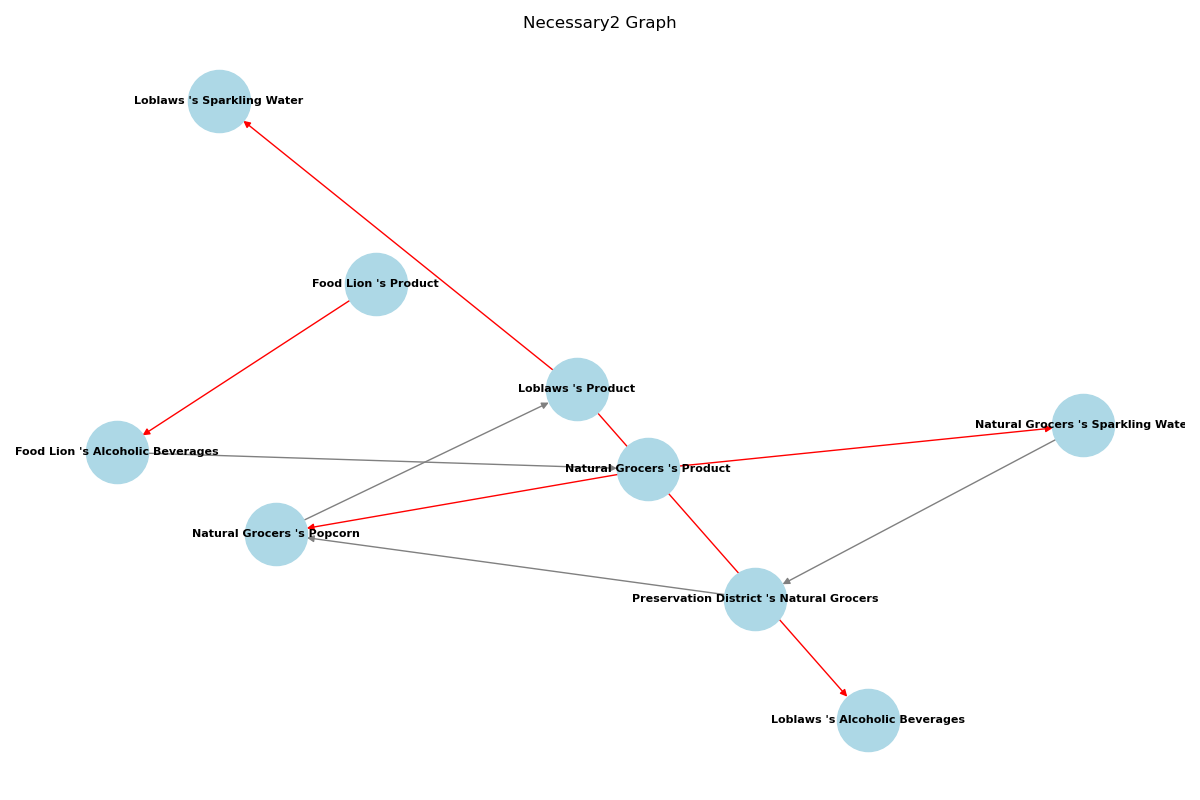 Necessary2 Graph
Loblaws 's Sparkling Water
Food Lion 's Product
Loblaws 's Product
Natural Grocers 's Sparkling Wate
Food Lion 's Alcoholic Beverages
Natural Grocers 's Product
Natural Grocers 's Popcorn
Preservation District 's Natural Grocers
Loblaws 's Alcoholic Beverages